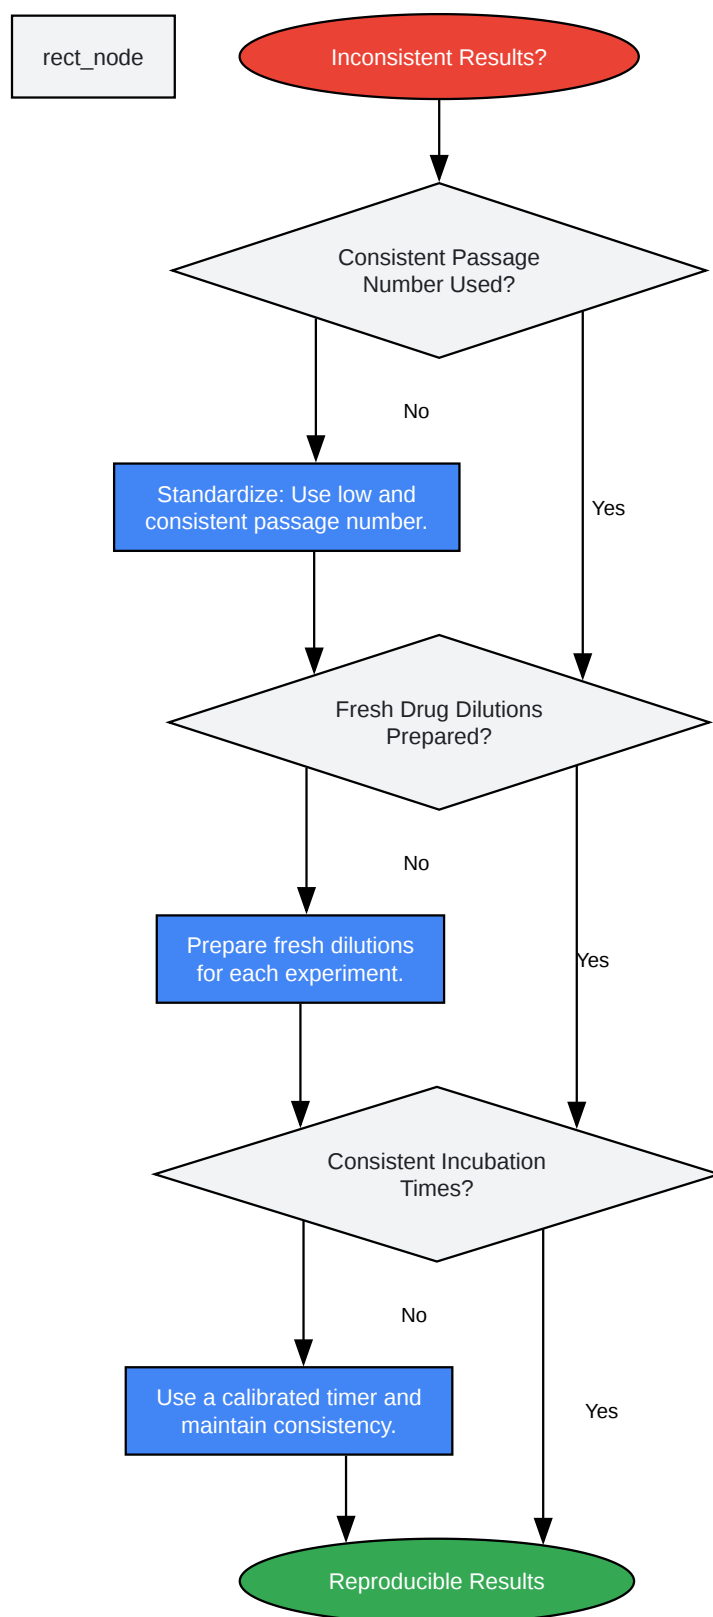 rect_node
Inconsistent Results?
Consistent Passage
Number Used?
No
Standardize: Use low and
consistent passage number.
Yes
Fresh Drug Dilutions
Prepared?
No
Prepare fresh dilutions
for each experiment.
Yes
Consistent Incubation
Times?
No
Use a calibrated timer and
maintain consistency.
Yes
Reproducible Results